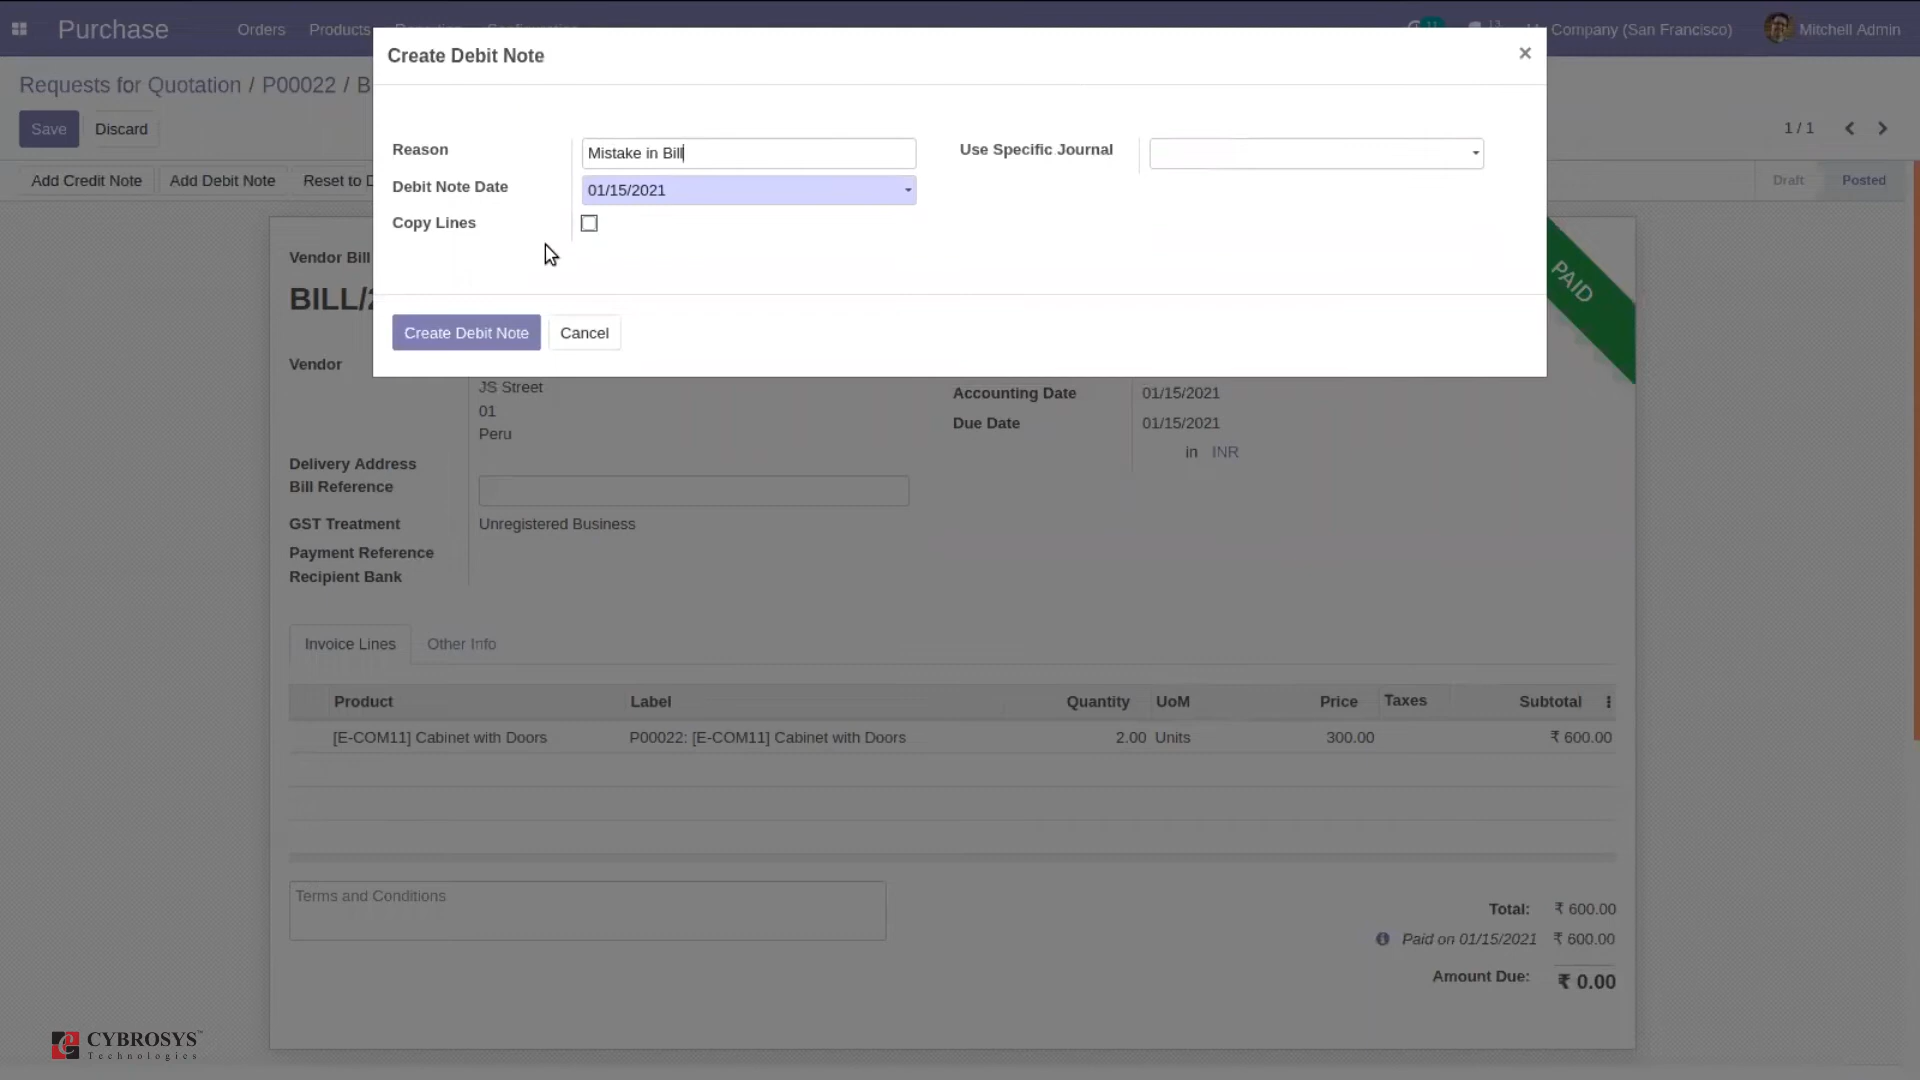 Purchase
Orders
Products
Mitchell Admin
Company (San Francisco)
11
13
Create Debit Note
×
Requests for Quotation / P00022 / B
Save
Discard
1 / 1
Add Credit Note
Add Debit Note
Reset to D
Draft
Posted
Reason
Mistake in Bill
Use Specific Journal
Debit Note Date
01/15/2021
Copy Lines
Create Debit Note
Cancel
PAID
Vendor Bill
BILL/2
Vendor
JS Street
01
Peru
Accounting Date
01/15/2021
Due Date
01/15/2021
in INR
Delivery Address
Bill Reference
GST Treatment
Unregistered Business
Payment Reference
Recipient Bank
Invoice Lines
Other Info
Product
Label
Quantity
UoM
Price
Taxes
Subtotal
[E-COM11] Cabinet with Doors
P00022: [E-COM11] Cabinet with Doors
2.00
Units
300.00
₹ 600.00
Terms and Conditions
Total: ₹ 600.00
Paid on 01/15/2021 ₹ 600.00
Amount Due: ₹ 0.00
CYBROSYS™
Technologies